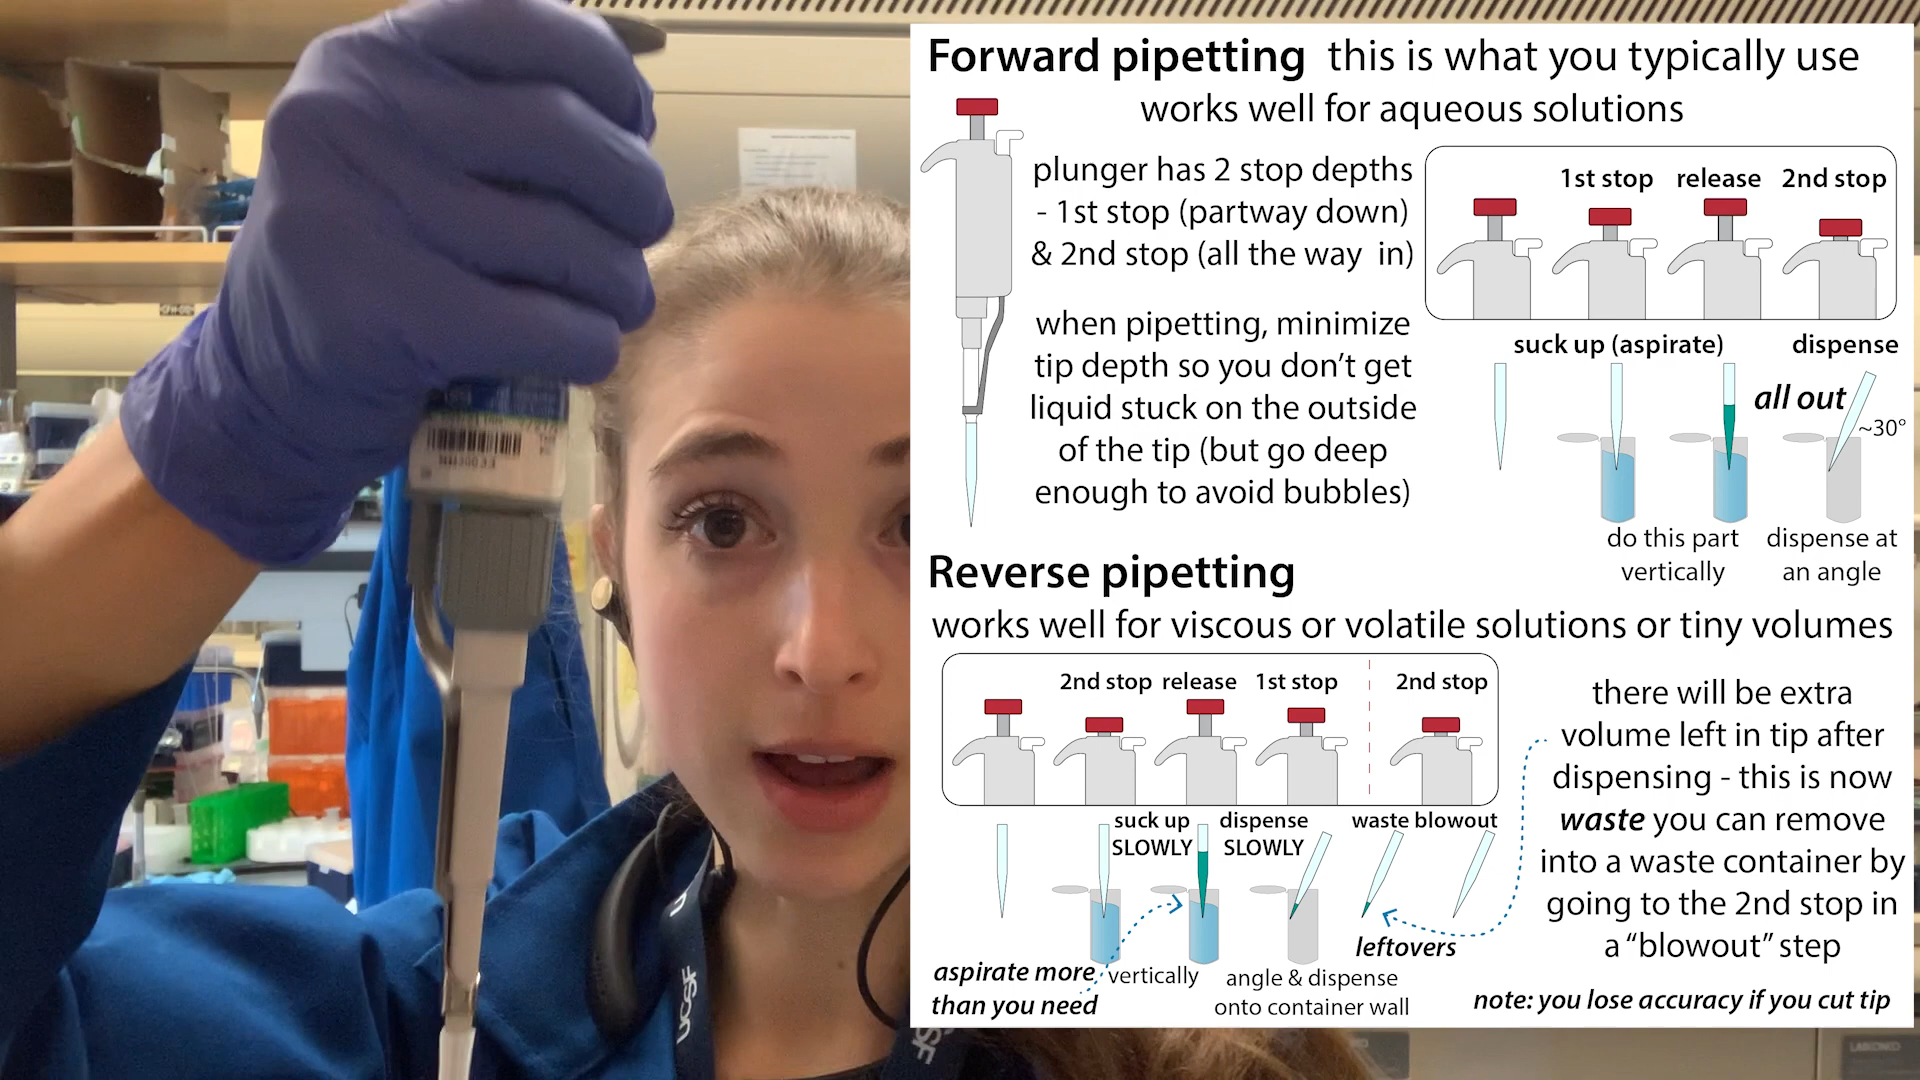 Forward pipetting this is what you typically use
works well for aqueous solutions
plunger has 2 stop depths
- 1st stop (partway down)
& 2nd stop (all the way in)
when pipetting, minimize
tip depth so you don't get
liquid stuck on the outside
of the tip (but go deep
enough to avoid bubbles)
1st stop release 2nd stop
suck up (aspirate) dispense
all out
~30°
do this part
vertically
dispense at
an angle
Reverse pipetting
works well for viscous or volatile solutions or tiny volumes
2nd stop release 1st stop 2nd stop
suck up
SLOWLY
dispense
SLOWLY
waste blowout
leftovers
aspirate more
than you need
vertically
angle & dispense
onto container wall
there will be extra
volume left in tip after
dispensing - this is now
waste you can remove
into a waste container by
going to the 2nd stop in
a "blowout" step
note: you lose accuracy if you cut tip
UCSF
SF